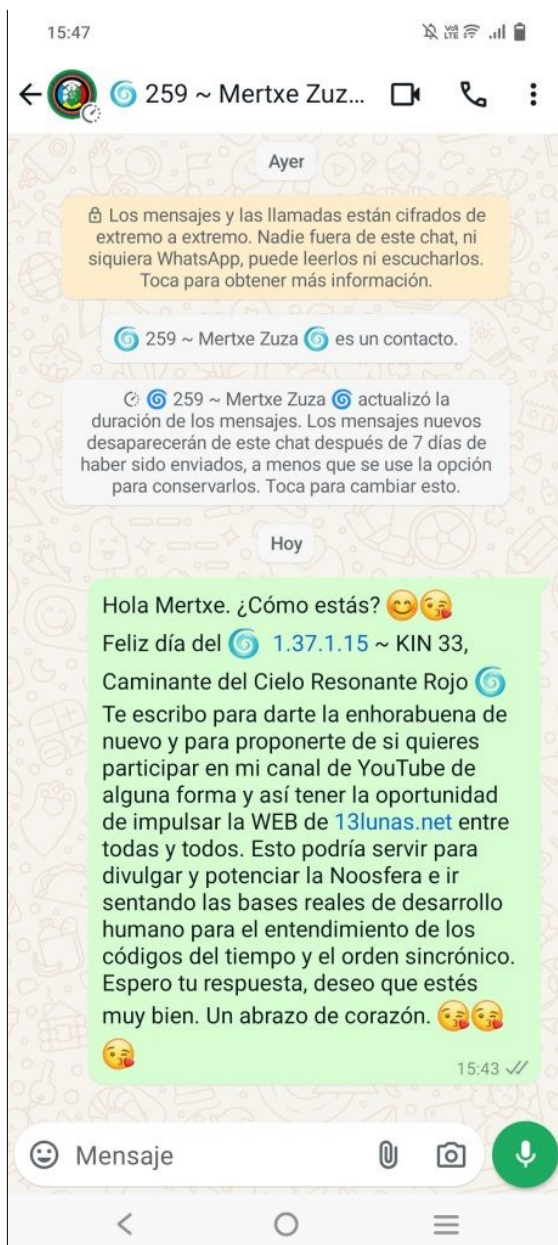 15:47
Vo) LTE
259 ~ Mertxe Zuz...
Ayer
Los mensajes y las llamadas están cifrados de
extremo a extremo. Nadie fuera de este chat, ni
siquiera WhatsApp, puede leerlos ni escucharlos.
Toca para obtener más información.
🌀 259 ~ Mertxe Zuza 🌀 es un contacto.
🌀 259 ~ Mertxe Zuza 🌀 actualizó la
duración de los mensajes. Los mensajes nuevos
desaparecerán de este chat después de 7 días de
haber sido enviados, a menos que se use la opción
para conservarlos. Toca para cambiar esto.
Hoy
Hola Mertxe. ¿Cómo estás? 😊😘
Feliz día del 🌀 1.37.1.15 ~ KIN 33,
Caminante del Cielo Resonante Rojo 🌀
Te escribo para darte la enhorabuena de
nuevo y para proponerte de si quieres
participar en mi canal de YouTube de
alguna forma y así tener la oportunidad
de impulsar la WEB de 13lunas.net entre
todas y todos. Esto podría servir para
divulgar y potenciar la Noosfera e ir
sentando las bases reales de desarrollo
humano para el entendimiento de los
códigos del tiempo y el orden sincrónico.
Espero tu respuesta, deseo que estés
muy bien. Un abrazo de corazón. 😘😘
😘
15:43
Mensaje